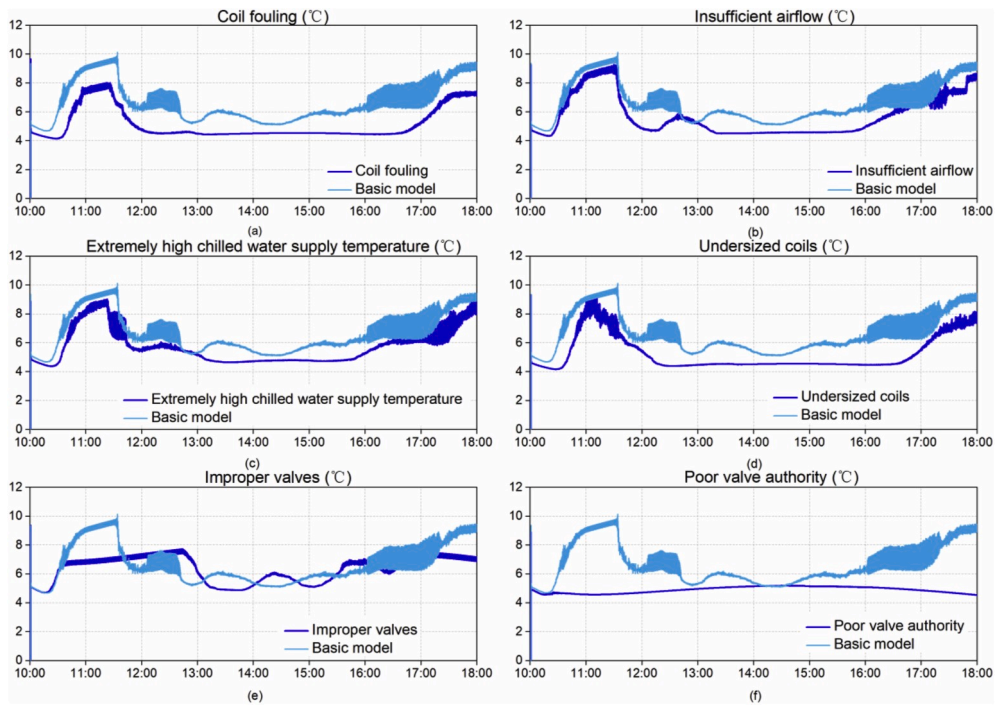 Coil fouling (℃)
12
10
8
6
4
2
0
10:00 11:00 12:00 13:00 14:00 15:00 16:00 17:00 18:00
Coil fouling
Basic model
(a)
Insufficient airflow (℃)
12
10
8
6
4
2
0
10:00 11:00 12:00 13:00 14:00 15:00 16:00 17:00 18:00
Insufficient airflow
Basic model
(b)
Extremely high chilled water supply temperature (℃)
12
10
8
6
4
2
0
10:00 11:00 12:00 13:00 14:00 15:00 16:00 17:00 18:00
Extremely high chilled water supply temperature
Basic model
(c)
Undersized coils (℃)
12
10
8
6
4
2
0
10:00 11:00 12:00 13:00 14:00 15:00 16:00 17:00 18:00
Undersized coils
Basic model
(d)
Improper valves (℃)
12
10
8
6
4
2
0
10:00 11:00 12:00 13:00 14:00 15:00 16:00 17:00 18:00
Improper valves
Basic model
(e)
Poor valve authority (℃)
12
10
8
6
4
2
0
10:00 11:00 12:00 13:00 14:00 15:00 16:00 17:00 18:00
Poor valve authority
Basic model
(f)